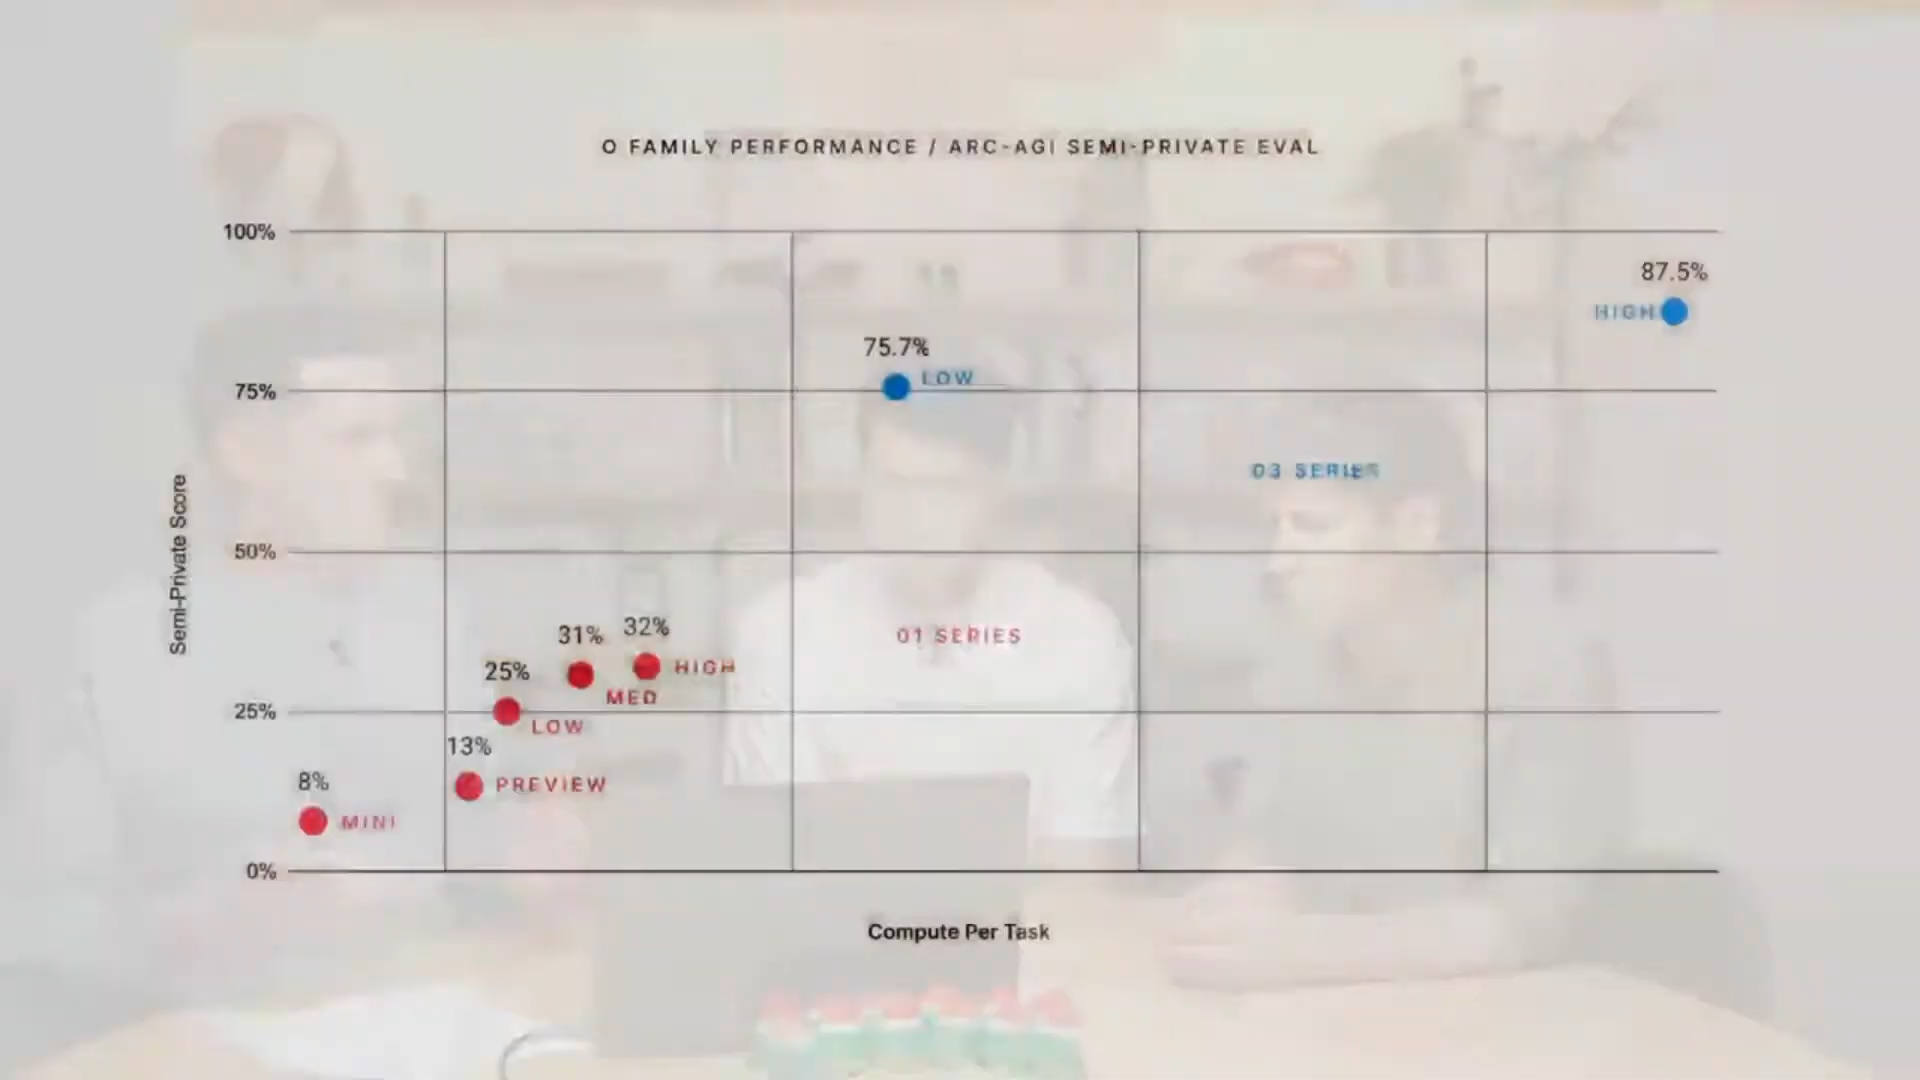 O FAMILY PERFORMANCE / ARC-AGI SEMI-PRIVATE EVAL
100%
87.5%
HIGH
75.7%
LOW
75%
O3 SERIES
Semi-Private Score
50%
32%
31%
O1 SERIES
HIGH
25%
MED
25%
LOW
13%
8%
PREVIEW
MINI
0%
Compute Per Task